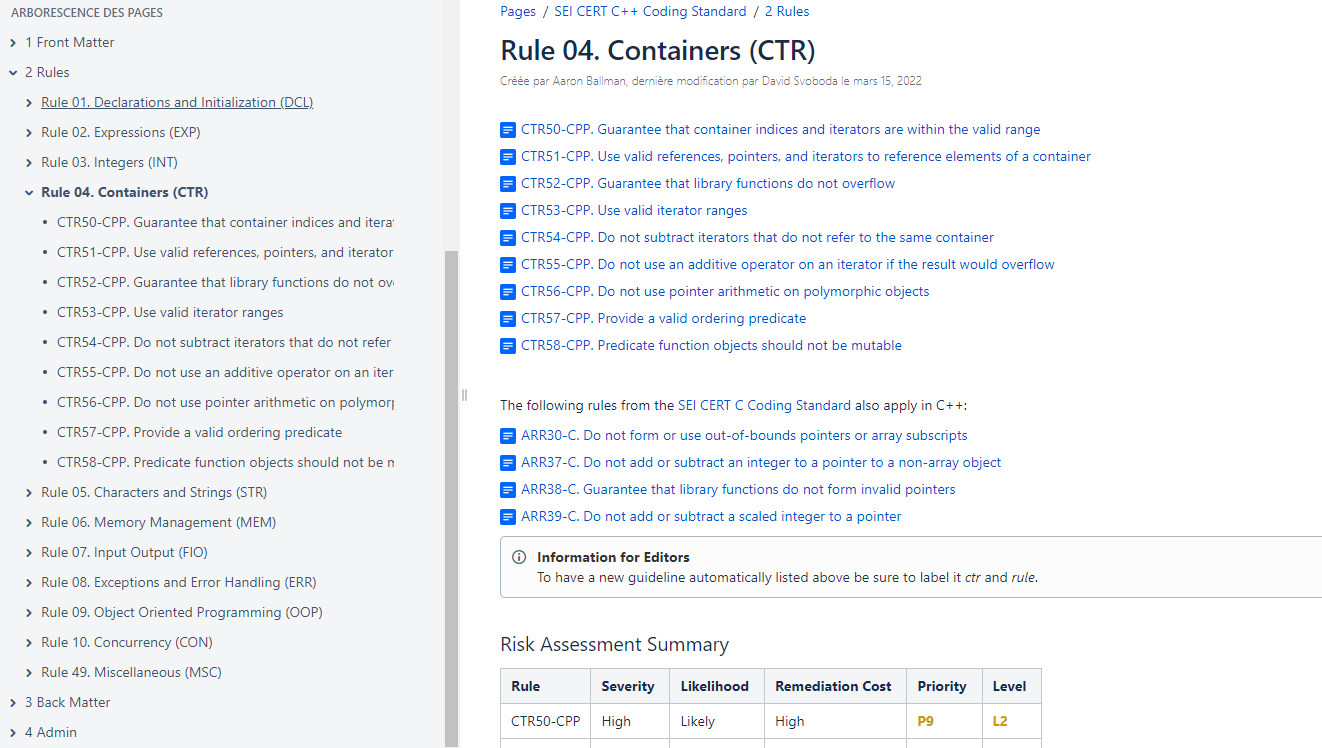 ARBORESCENCE DES PAGES
1 Front Matter
2 Rules
Rule 01. Declarations and Initialization (DCL)
Rule 02. Expressions (EXP)
Rule 03. Integers (INT)
Rule 04. Containers (CTR)
CTR50-CPP. Guarantee that container indices and iterat
CTR51-CPP. Use valid references, pointers, and iterator
CTR52-CPP. Guarantee that library functions do not ov
CTR53-CPP. Use valid iterator ranges
CTR54-CPP. Do not subtract iterators that do not refer
CTR55-CPP. Do not use an additive operator on an iter
CTR56-CPP. Do not use pointer arithmetic on polymorp
CTR57-CPP. Provide a valid ordering predicate
CTR58-CPP. Predicate function objects should not be m
Rule 05. Characters and Strings (STR)
Rule 06. Memory Management (MEM)
Rule 07. Input Output (FIO)
Rule 08. Exceptions and Error Handling (ERR)
Rule 09. Object Oriented Programming (OOP)
Rule 10. Concurrency (CON)
Rule 49. Miscellaneous (MSC)
3 Back Matter
4 Admin
Pages / SEI CERT C++ Coding Standard / 2 Rules
Rule 04. Containers (CTR)
Créée par Aaron Ballman, dernière modification par David Svoboda le mars 15, 2022
CTR50-CPP. Guarantee that container indices and iterators are within the valid range
CTR51-CPP. Use valid references, pointers, and iterators to reference elements of a container
CTR52-CPP. Guarantee that library functions do not overflow
CTR53-CPP. Use valid iterator ranges
CTR54-CPP. Do not subtract iterators that do not refer to the same container
CTR55-CPP. Do not use an additive operator on an iterator if the result would overflow
CTR56-CPP. Do not use pointer arithmetic on polymorphic objects
CTR57-CPP. Provide a valid ordering predicate
CTR58-CPP. Predicate function objects should not be mutable
The following rules from the SEI CERT C Coding Standard also apply in C++:
ARR30-C. Do not form or use out-of-bounds pointers or array subscripts
ARR37-C. Do not add or subtract an integer to a pointer to a non-array object
ARR38-C. Guarantee that library functions do not form invalid pointers
ARR39-C. Do not add or subtract a scaled integer to a pointer
Information for Editors
To have a new guideline automatically listed above be sure to label it ctr and rule.
Risk Assessment Summary
Rule Severity Likelihood Remediation Cost Priority Level
CTR50-CPP High Likely High P9 L2